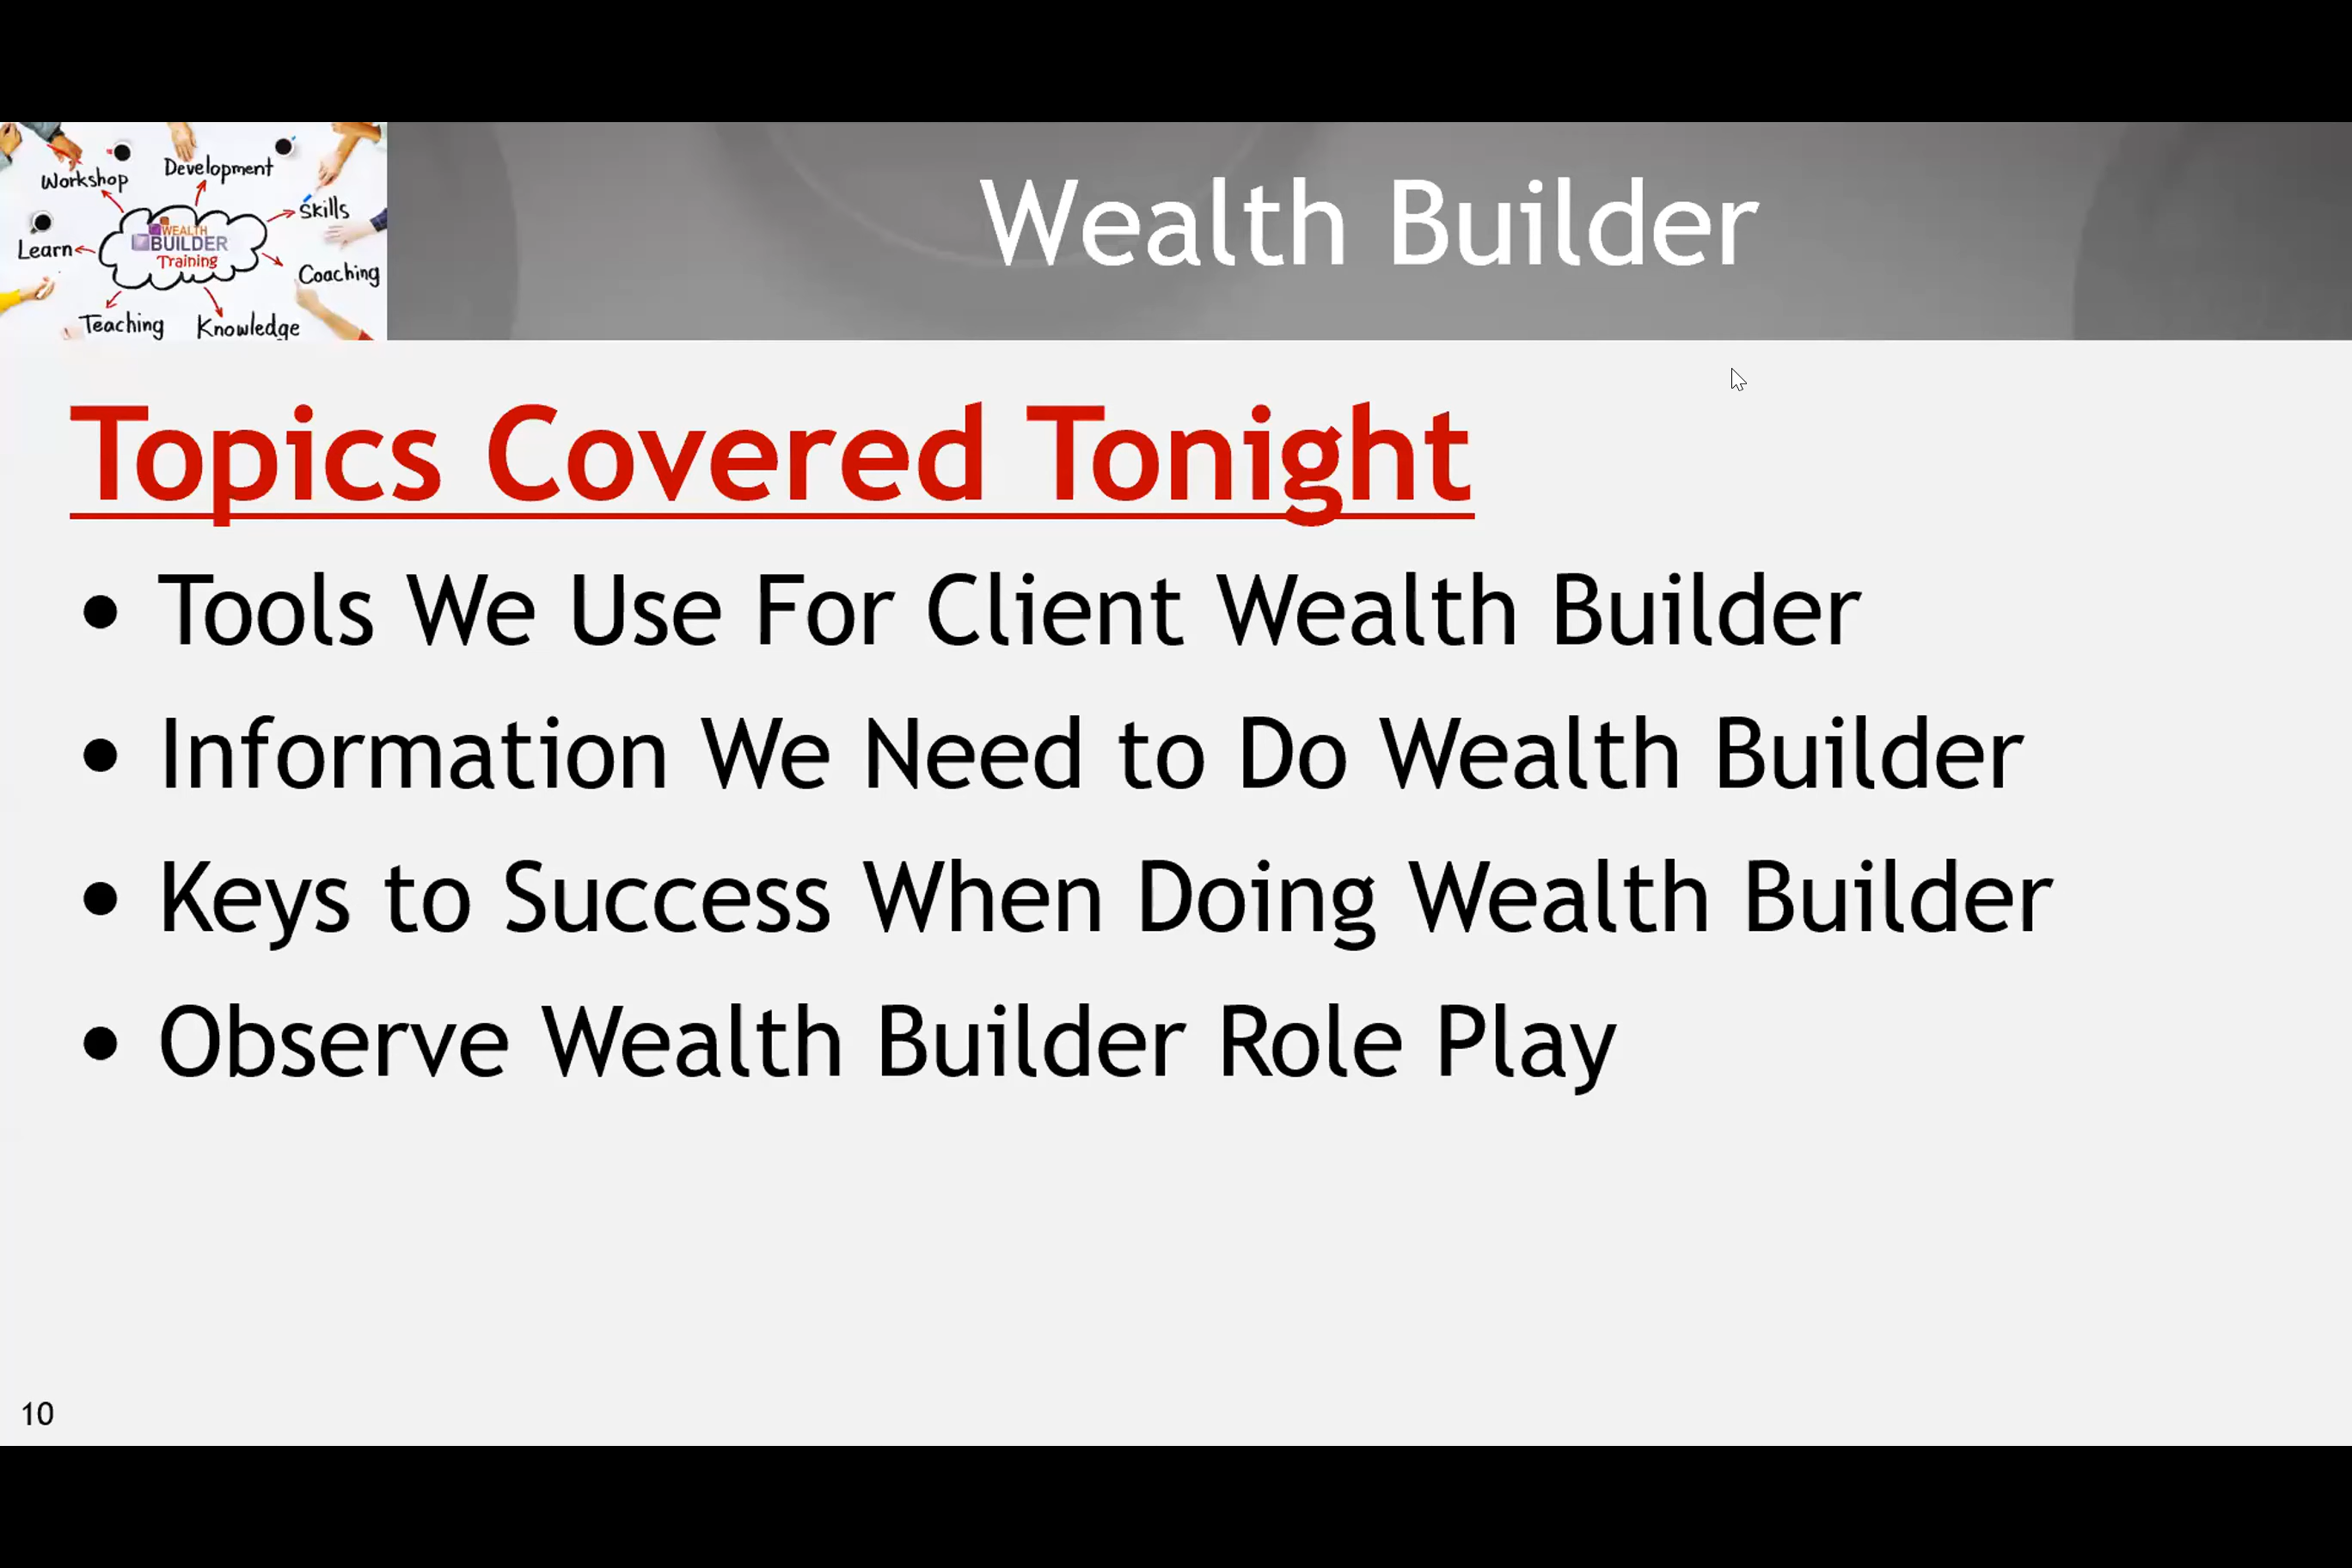 Workshop
Development
Skills
Learn
WEALTH
BUILDER
Training
Coaching
Teaching
Knowledge
Wealth Builder
Topics Covered Tonight
• Tools We Use For Client Wealth Builder
• Information We Need to Do Wealth Builder
• Keys to Success When Doing Wealth Builder
• Observe Wealth Builder Role Play
10